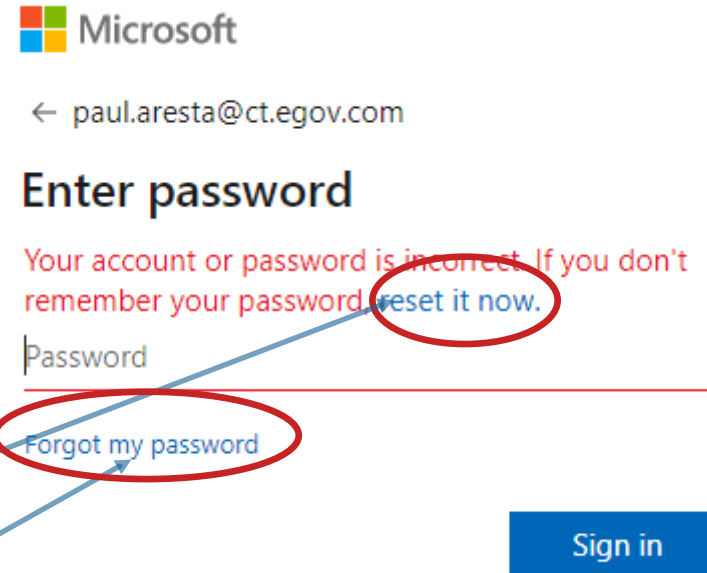 Microsoft
← paul.aresta@ct.egov.com
Enter password
Your account or password is incorrect. If you don't
remember your password, reset it now.
Password
Forgot my password
Sign in